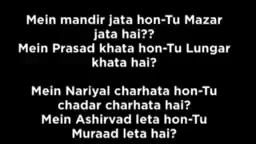 Mein mandir jata hon-Tu Mazar
jata hai??
Mein Prasad khata hon-Tu Lungar
khata hai?
Mein Nariyal charhata hon-Tu
chadar charhata hai?
Mein Ashirvad leta hon-Tu
Muraad leta hai?